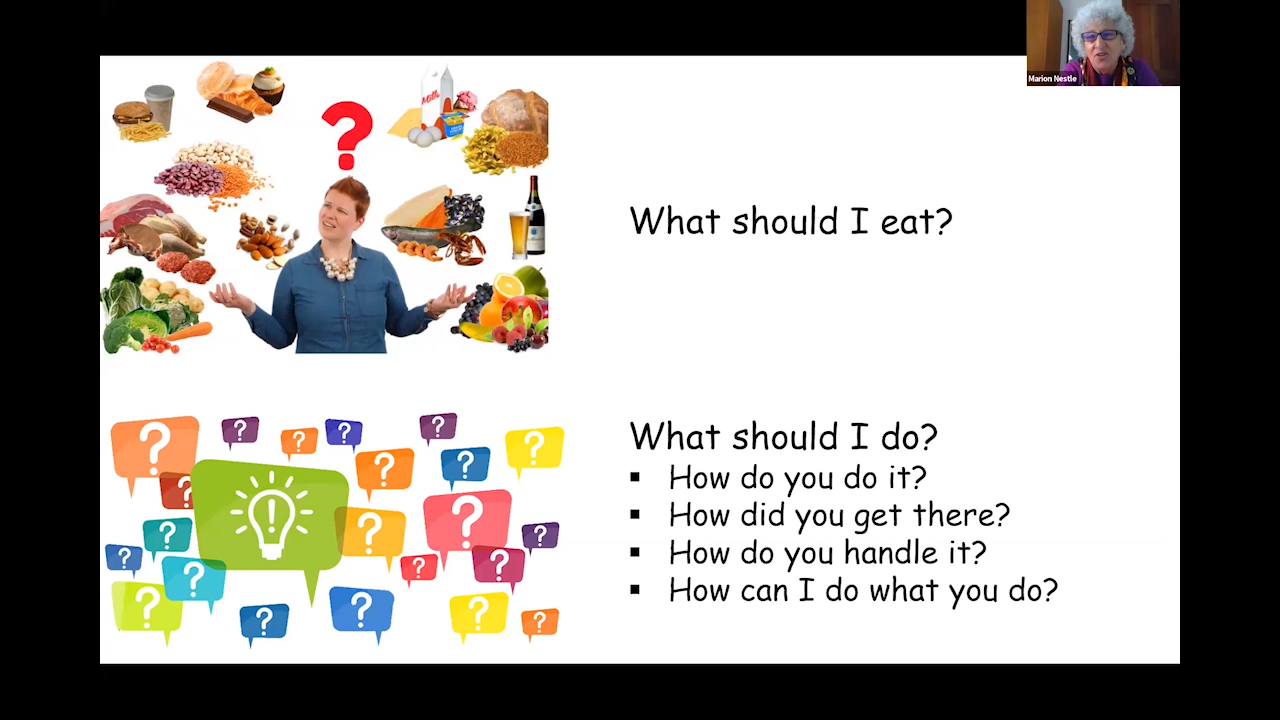 Marion Nestle
?
Milk
What should I eat?
What should I do?
▪ How do you do it?
▪ How did you get there?
▪ How do you handle it?
▪ How can I do what you do?
? ? ? ? ? ? ? ? ? ! ? ? ? ? ? ? ? ? ? ? ? ? ?